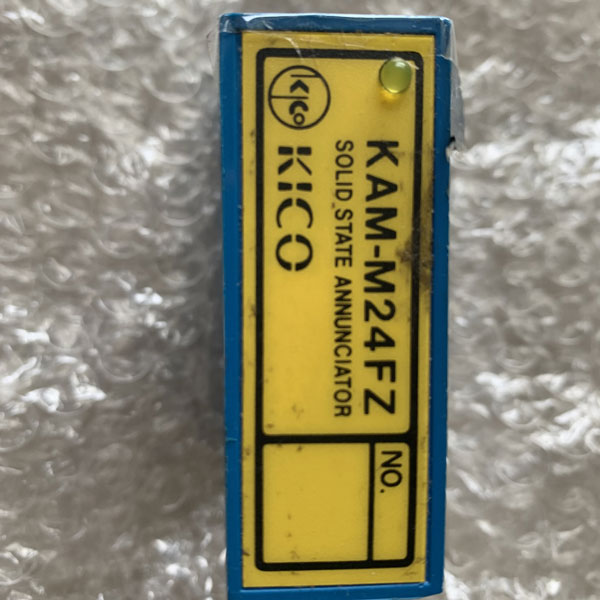 KAM-M24FZ
SOLID STATE ANNUNCIATOR
kico
KICO
NO.